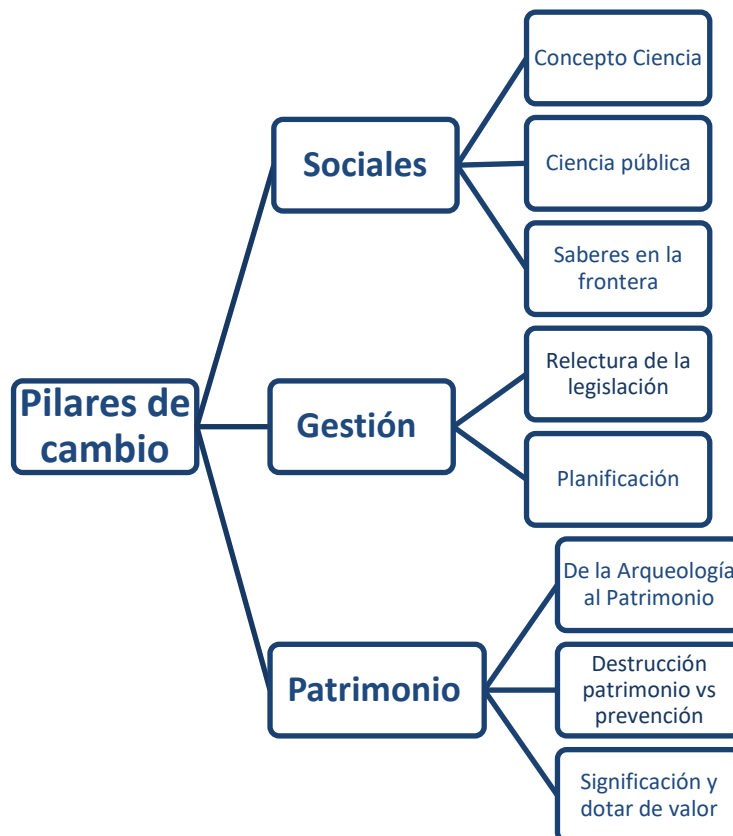 Pilares de
cambio
Sociales
Concepto Ciencia
Ciencia pública
Saberes en la
frontera
Gestión
Relectura de la
legislación
Planificación
Patrimonio
De la Arqueología
al Patrimonio
Destrucción
patrimonio vs
prevención
Significación y
dotar de valor